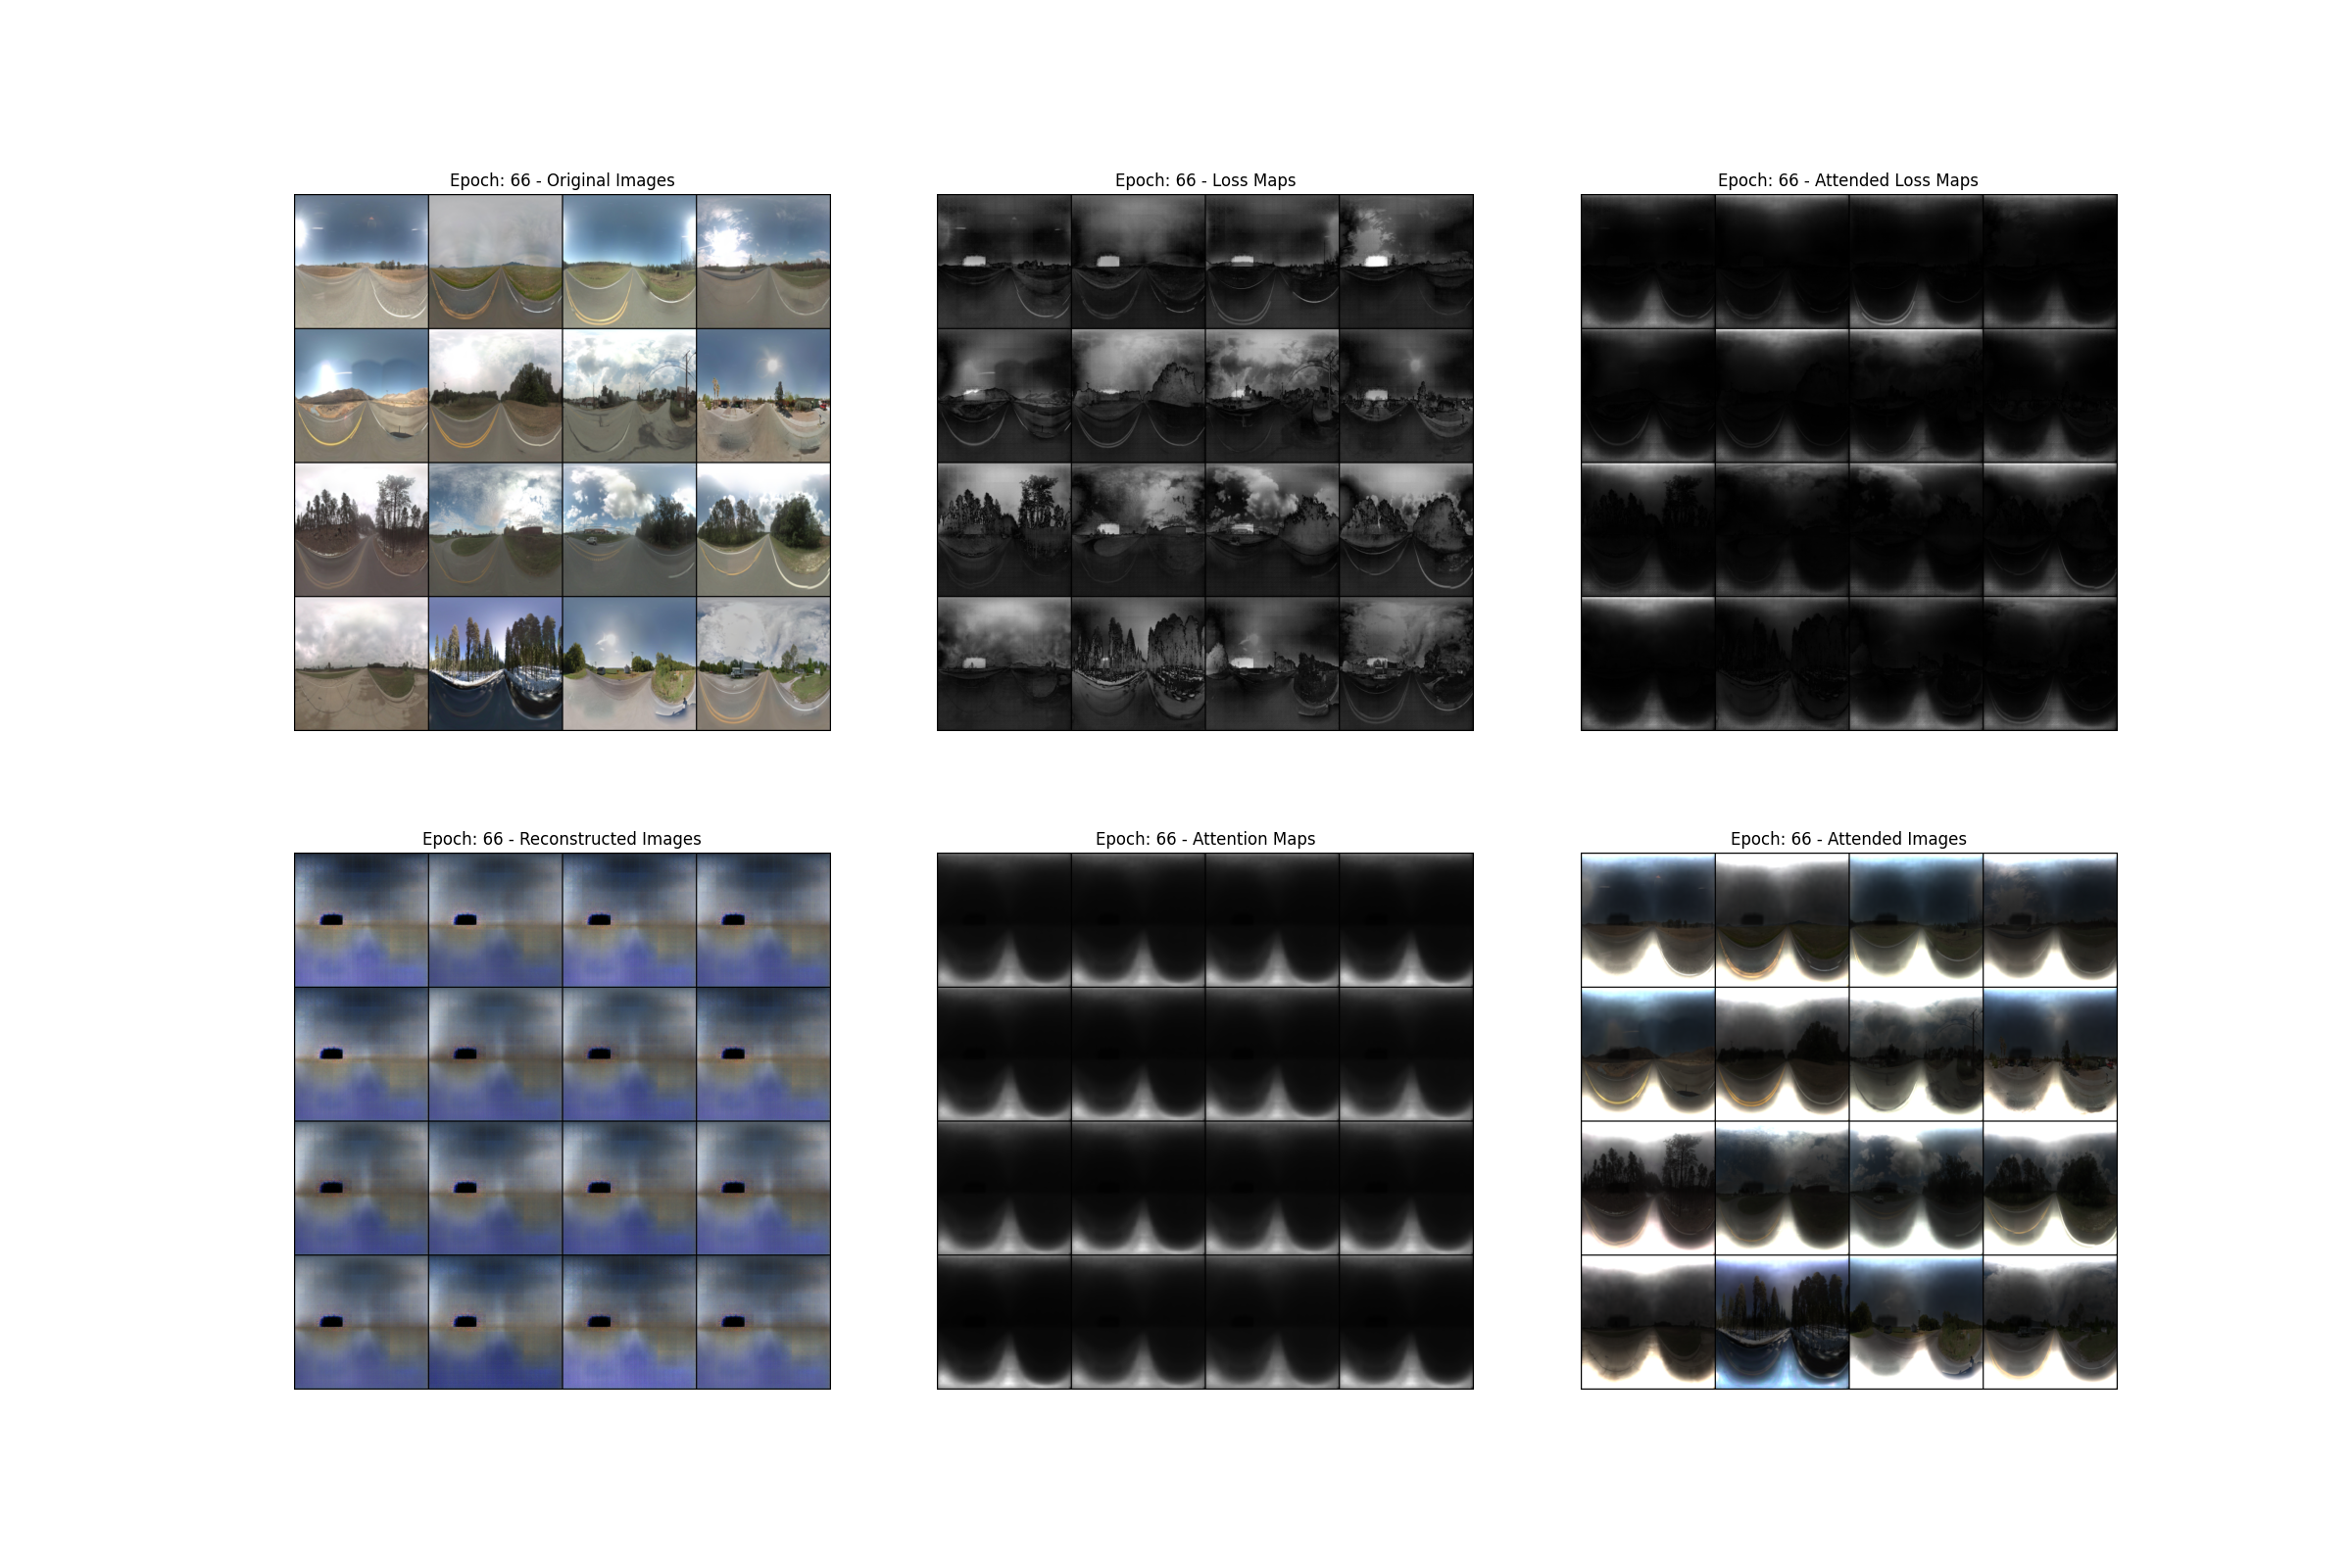 Epoch: 66 - Original Images
Epoch: 66 - Loss Maps
Epoch: 66 - Attended Loss Maps
Epoch: 66 - Reconstructed Images
Epoch: 66 - Attention Maps
Epoch: 66 - Attended Images